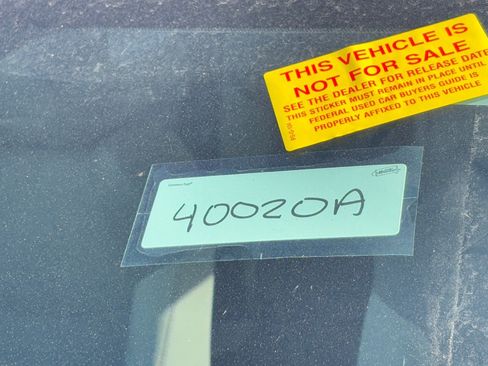 THIS VEHICLE IS
NOT FOR SALE
SEE THE DEALER FOR RELEASE DATE
THIS STICKER MUST REMAIN IN PLACE UNTIL
FEDERAL USED CAR BUYERS GUIDE IS
PROPERLY AFFIXED TO THIS VEHICLE
40020A